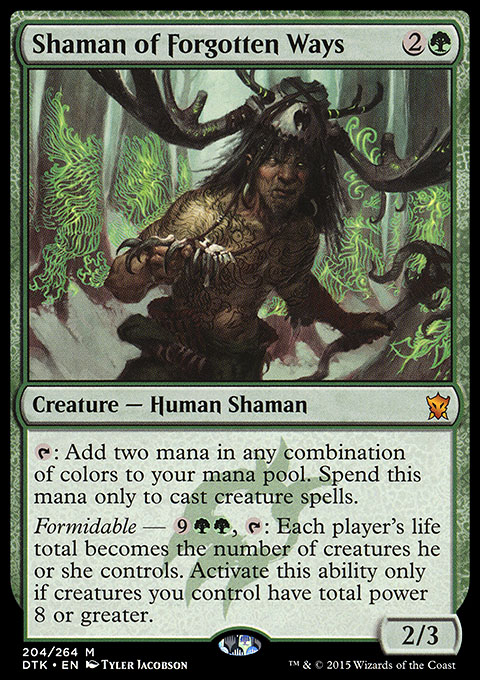 Shaman of Forgotten Ways 2
Creature — Human Shaman
: Add two mana in any combination
of colors to your mana pool. Spend this
mana only to cast creature spells.
Formidable — 9 , : Each player's life
total becomes the number of creatures he
or she controls. Activate this ability only
if creatures you control have total power
8 or greater.
2/3
204/264 M
DTK • EN Tyler Jacobson
™ & © 2015 Wizards of the Coast